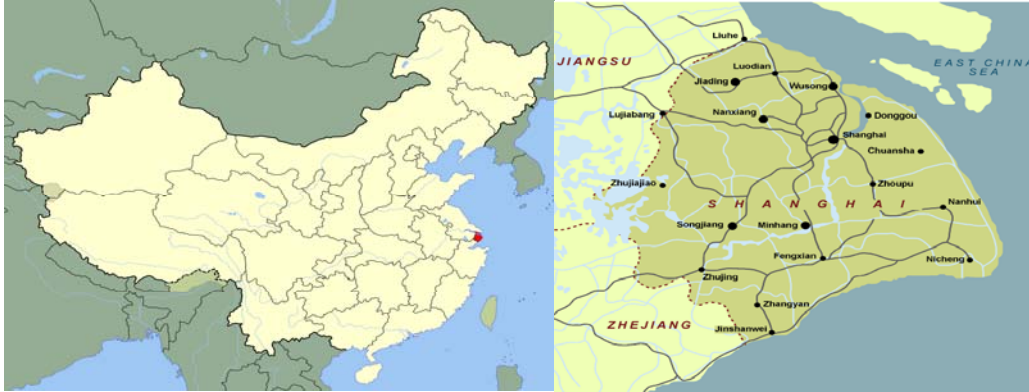 Liuhe
JIANGSU
Luodian
EAST CHINA
SEA
Jiading
Wusong
Lujiabang
Nanxiang
Donggou
Shanghai
Chuansha
Zhujiajiao
Zhoupu
SHANGHAI
Nanhui
Songjiang
Minhang
Fengxian
Nicheng
Zhujing
Zhangyan
ZHEJIANG
Jinshanwei